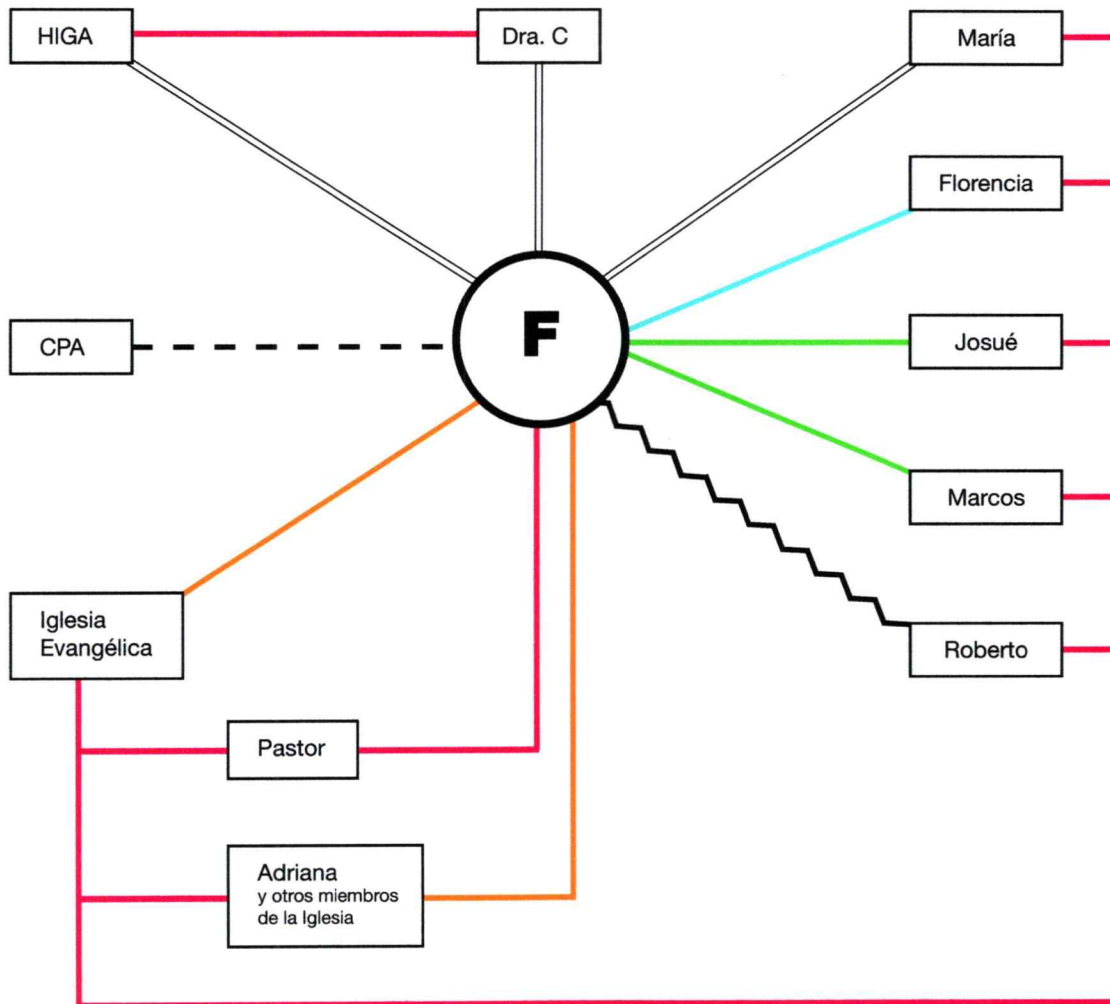 HIGA
Dra. C
María
Florencia
F
CPA
Josué
Marcos
Iglesia
Evangélica
Roberto
Pastor
Adriana
y otros miembros
de la Iglesia